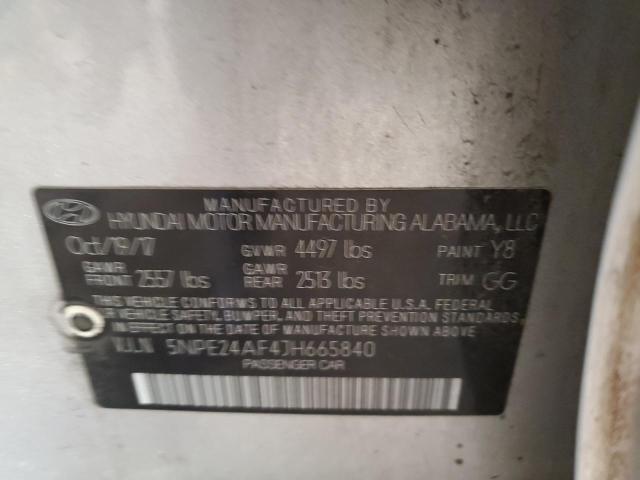 MANUFACTURED BY
HYUNDAI MOTOR MANUFACTURING ALABAMA, LLC
Oct/19/17 GVWR 4497 lbs PAINT Y8
GAWR FRONT 2557 lbs GAWR REAR 2513 lbs TRIM GG
THIS VEHICLE CONFORMS TO ALL APPLICABLE U.S.A. FEDERAL
MOTOR VEHICLE SAFETY, BUMPER, AND THEFT PREVENTION STANDARDS
IN EFFECT ON THE DATE OF MANUFACTURE SHOWN ABOVE.
V.I.N 5NPE24AF4JH665840
PASSENGER CAR